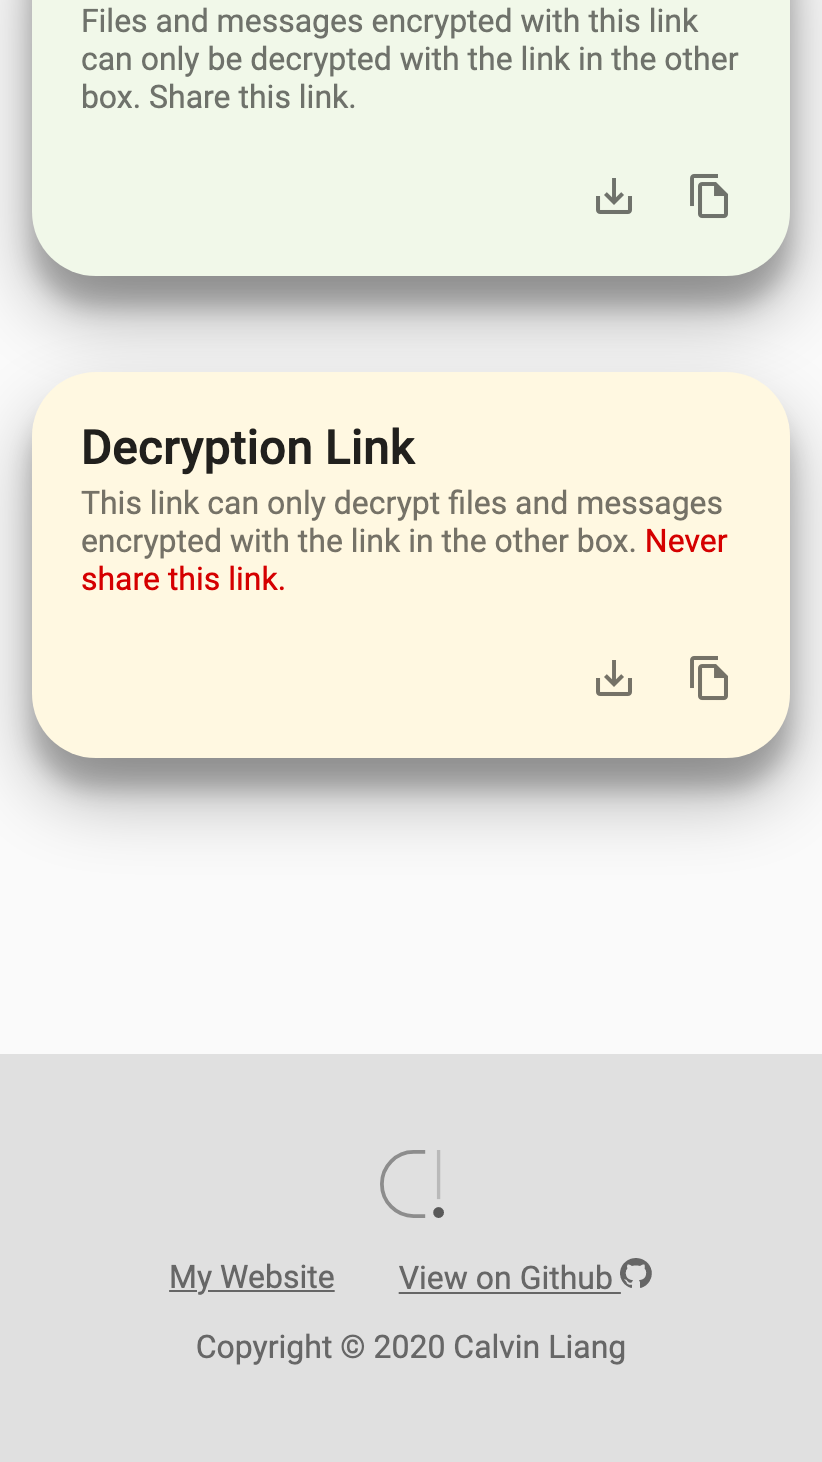 Files and messages encrypted with this link
can only be decrypted with the link in the other
box. Share this link.
Decryption Link
This link can only decrypt files and messages
encrypted with the link in the other box. Never
share this link.
C!
My Website View on Github
Copyright © 2020 Calvin Liang